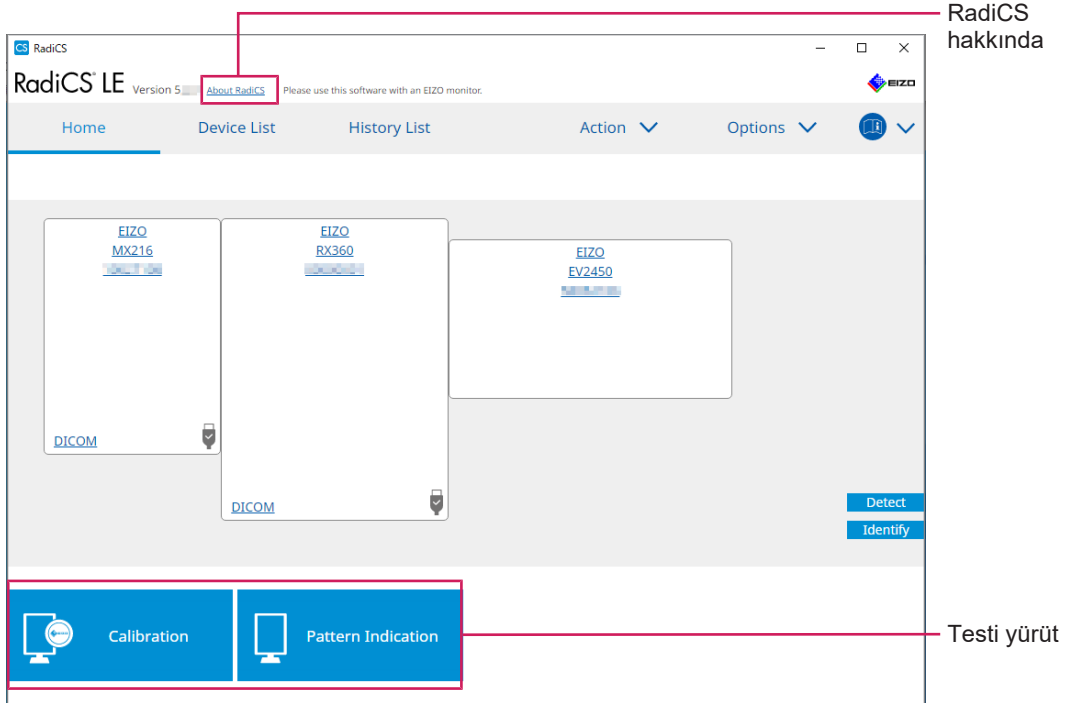 RadiCS
hakkında
CS RadiCS
RadiCS® LE Version 5 About RadiCS Please use this software with an EIZO monitor. EIZO
Home Device List History List Action Options
EIZO
MX216
EIZO
RX360
EIZO
EV2450
DICOM
DICOM
Detect
Identify
Calibration Pattern Indication
Testi yürüt